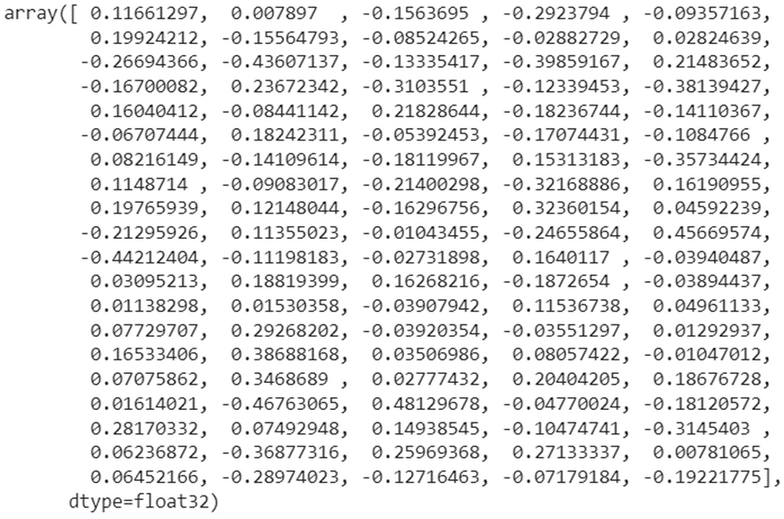 array([ 0.11661297,  0.007897  , -0.1563695 , -0.2923794 , -0.09357163,
        0.19924212, -0.15564793, -0.08524265, -0.02882729,  0.02824639,
       -0.26694366, -0.43607137, -0.13335417, -0.39859167,  0.21483652,
       -0.16700082,  0.23672342, -0.3103551 , -0.12339453, -0.38139427,
        0.16040412, -0.08441142,  0.21828644, -0.18236744, -0.14110367,
       -0.06707444,  0.18242311, -0.05392453, -0.17074431, -0.1084766 ,
        0.08216149, -0.14109614, -0.18119967,  0.15313183, -0.35734424,
        0.1148714 , -0.09083017, -0.21400298, -0.32168886,  0.16190955,
        0.19765939,  0.12148044, -0.16296756,  0.32360154,  0.04592239,
       -0.21295926,  0.11355023, -0.01043455, -0.24655864,  0.45669574,
       -0.44212404, -0.11198183, -0.02731898,  0.1640117 , -0.03940487,
        0.03095213,  0.18819399,  0.16268216, -0.1872654 , -0.03894437,
        0.01138298,  0.01530358, -0.03907942,  0.11536738,  0.04961133,
        0.07729707,  0.29268202, -0.03920354, -0.03551297,  0.01292937,
        0.16533406,  0.38688168,  0.03506986,  0.08057422, -0.01047012,
        0.07075862,  0.3468689 ,  0.02777432,  0.20404205,  0.18676728,
        0.01614021, -0.46763065,  0.48129678, -0.04770024, -0.18120572,
        0.28170332,  0.07492948,  0.14938545, -0.10474741, -0.3145403 ,
        0.06236872, -0.36877316,  0.25969368,  0.27133337,  0.00781065,
        0.06452166, -0.28974023, -0.12716463, -0.07179184, -0.19221775],
      dtype=float32)